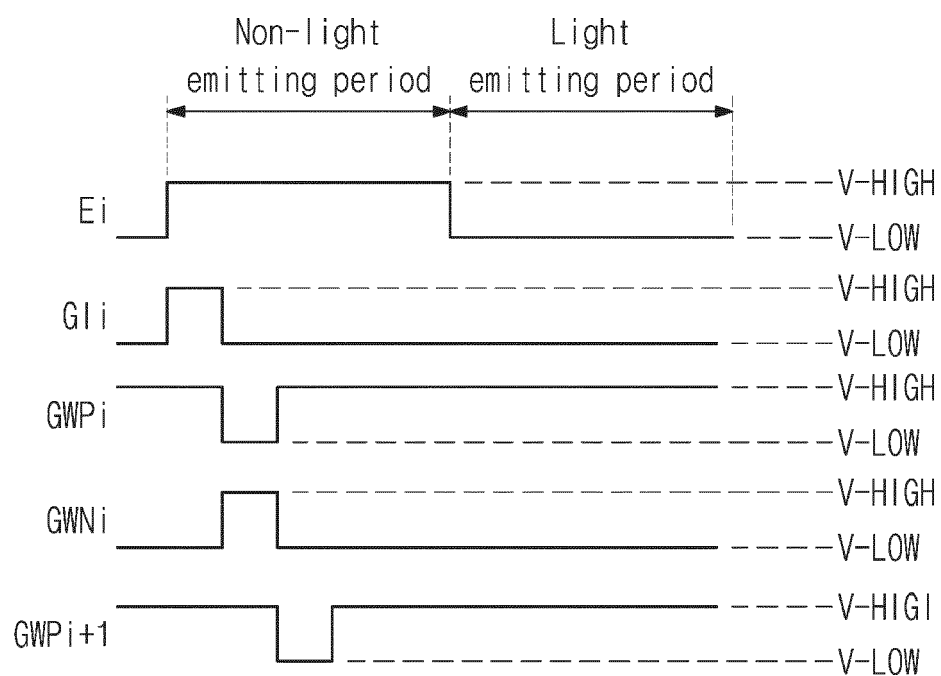 Non-light
emitting period
Light
emitting period
Ei
V-HIGH
V-LOW
GIi
V-HIGH
V-LOW
GWPi
V-HIGH
V-LOW
GWNi
V-HIGH
V-LOW
GWPi+1
V-HIGI
V-LOW